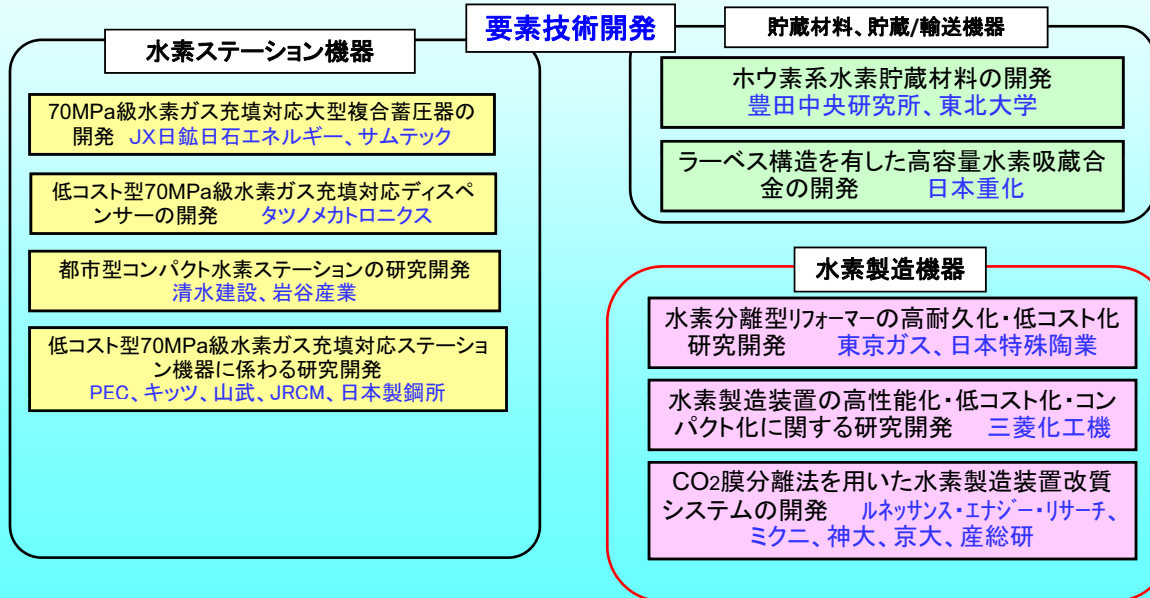 要素技術開発
水素ステーション機器
70MPa級水素ガス充填対応大型複合蓄圧器の
開発 JX日鉱日石エネルギー、サムテック
低コスト型70MPa級水素ガス充填対応ディスペ
ンサーの開発 タツノメカトロニクス
都市型コンパクト水素ステーションの研究開発
清水建設、岩谷産業
低コスト型70MPa級水素ガス充填対応ステーショ
ン機器に係わる研究開発
PEC、キッツ、山武、JRCM、日本製鋼所
貯蔵材料、貯蔵/輸送機器
ホウ素系水素貯蔵材料の開発
豊田中央研究所、東北大学
ラーベス構造を有した高容量水素吸蔵合
金の開発 日本重化
水素製造機器
水素分離型リフォーマーの高耐久化・低コスト化
研究開発 東京ガス、日本特殊陶業
水素製造装置の高性能化・低コスト化・コン
パクト化に関する研究開発 三菱化工機
CO2膜分離法を用いた水素製造装置改質
システムの開発 ルネッサンス・エナジー・リサーチ、
ミクニ、神大、京大、産総研